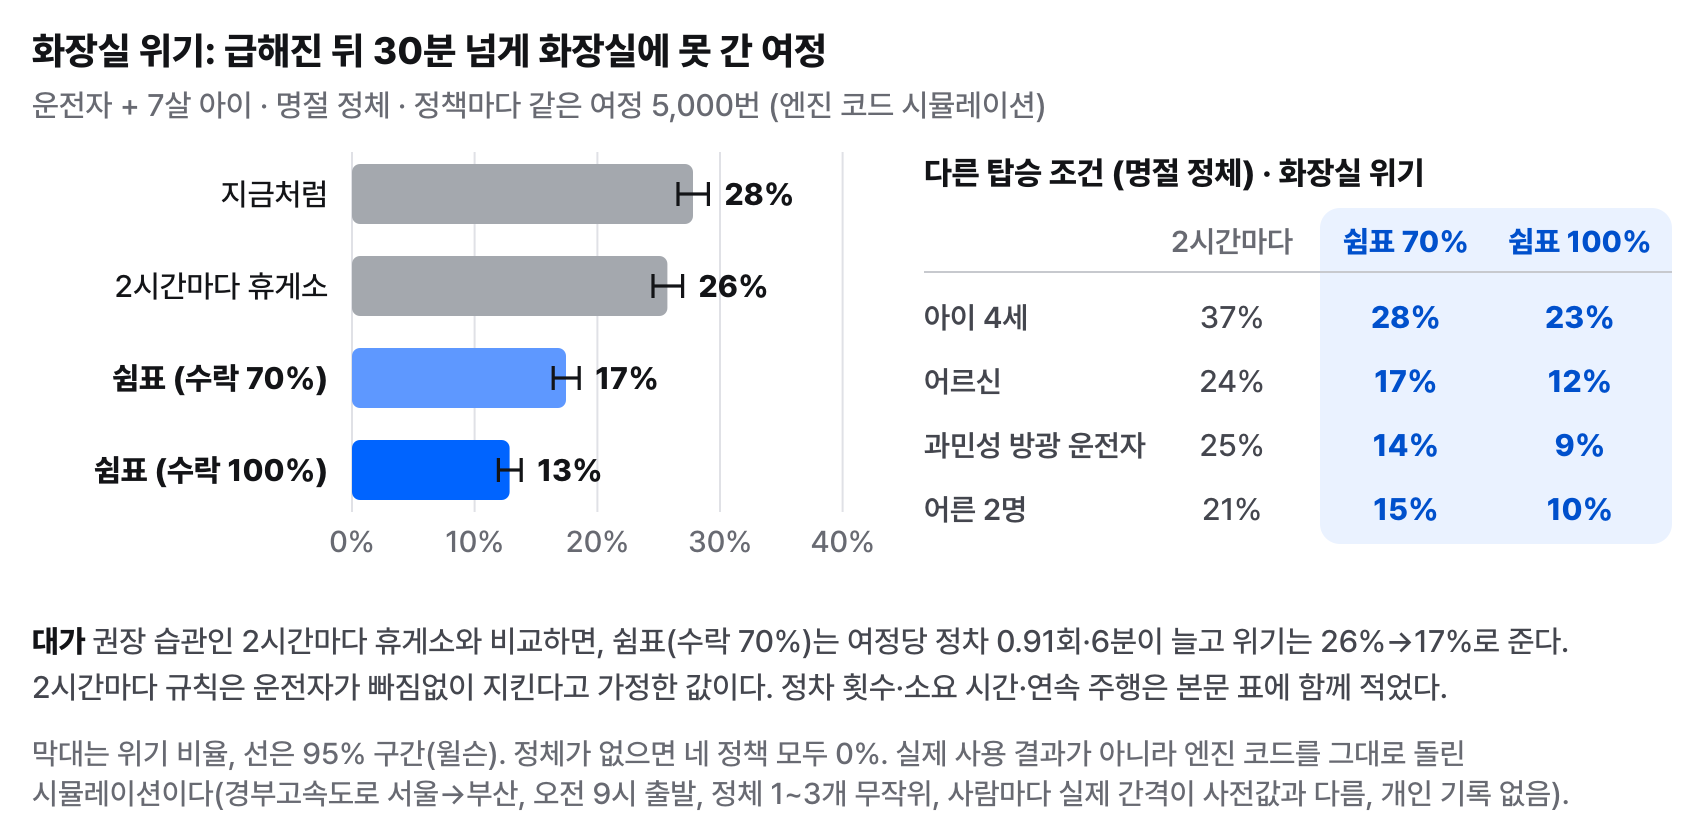 화장실 위기: 급해진 뒤 30분 넘게 화장실에 못 간 여정
운전자 + 7살 아이 · 명절 정체 · 정책마다 같은 여정 5,000번 (엔진 코드 시뮬레이션)
지금처럼 28%
2시간마다 휴게소 26%
쉼표 (수락 70%) 17%
쉼표 (수락 100%) 13%
0% 10% 20% 30% 40%
다른 탑승 조건 (명절 정체) · 화장실 위기
2시간마다 쉼표 70% 쉼표 100%
아이 4세 37% 28% 23%
어르신 24% 17% 12%
과민성 방광 운전자 25% 14% 9%
어른 2명 21% 15% 10%
대가 권장 습관인 2시간마다 휴게소와 비교하면, 쉼표(수락 70%)는 여정당 정차 0.91회·6분이 늘고 위기는 26%→17%로 준다.
2시간마다 규칙은 운전자가 빠짐없이 지킨다고 가정한 값이다. 정차 횟수·소요 시간·연속 주행은 본문 표에 함께 적었다.
막대는 위기 비율, 선은 95% 구간(윌슨). 정체가 없으면 네 정책 모두 0%. 실제 사용 결과가 아니라 엔진 코드를 그대로 돌린
시뮬레이션이다(경부고속도로 서울→부산, 오전 9시 출발, 정체 1~3개 무작위, 사람마다 실제 간격이 사전값과 다름, 개인 기록 없음).